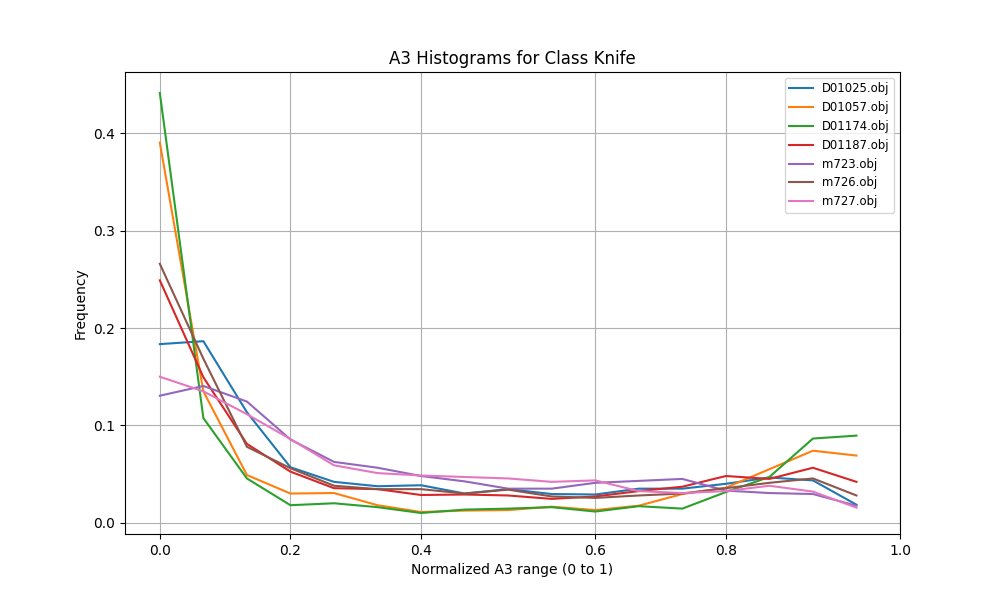 A3 Histograms for Class Knife
D01025.obj
D01057.obj
D01174.obj
D01187.obj
m723.obj
m726.obj
m727.obj
0.4
0.3
0.2
0.1
0.0
Frequency
0.0 0.2 0.4 0.6 0.8 1.0
Normalized A3 range (0 to 1)